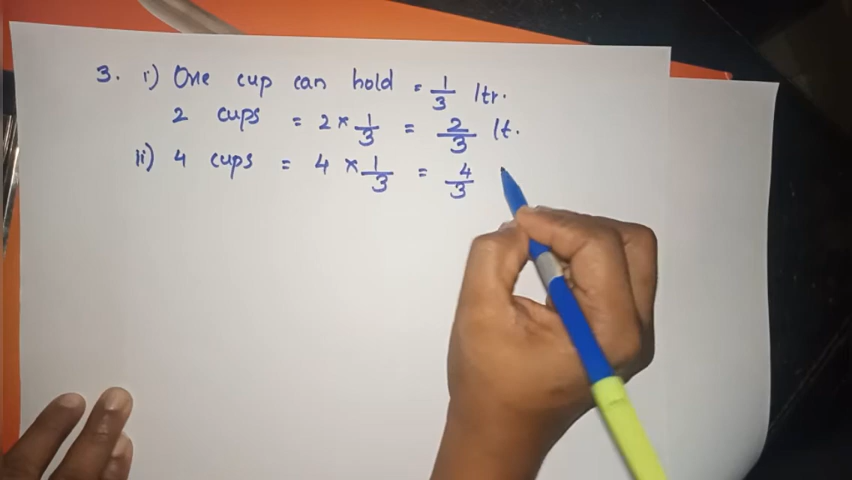 3. i) One cup can hold = 1/3 ltr.
2 cups = 2 × 1/3 = 2/3 lt.
ii) 4 cups = 4 × 1/3 = 4/3